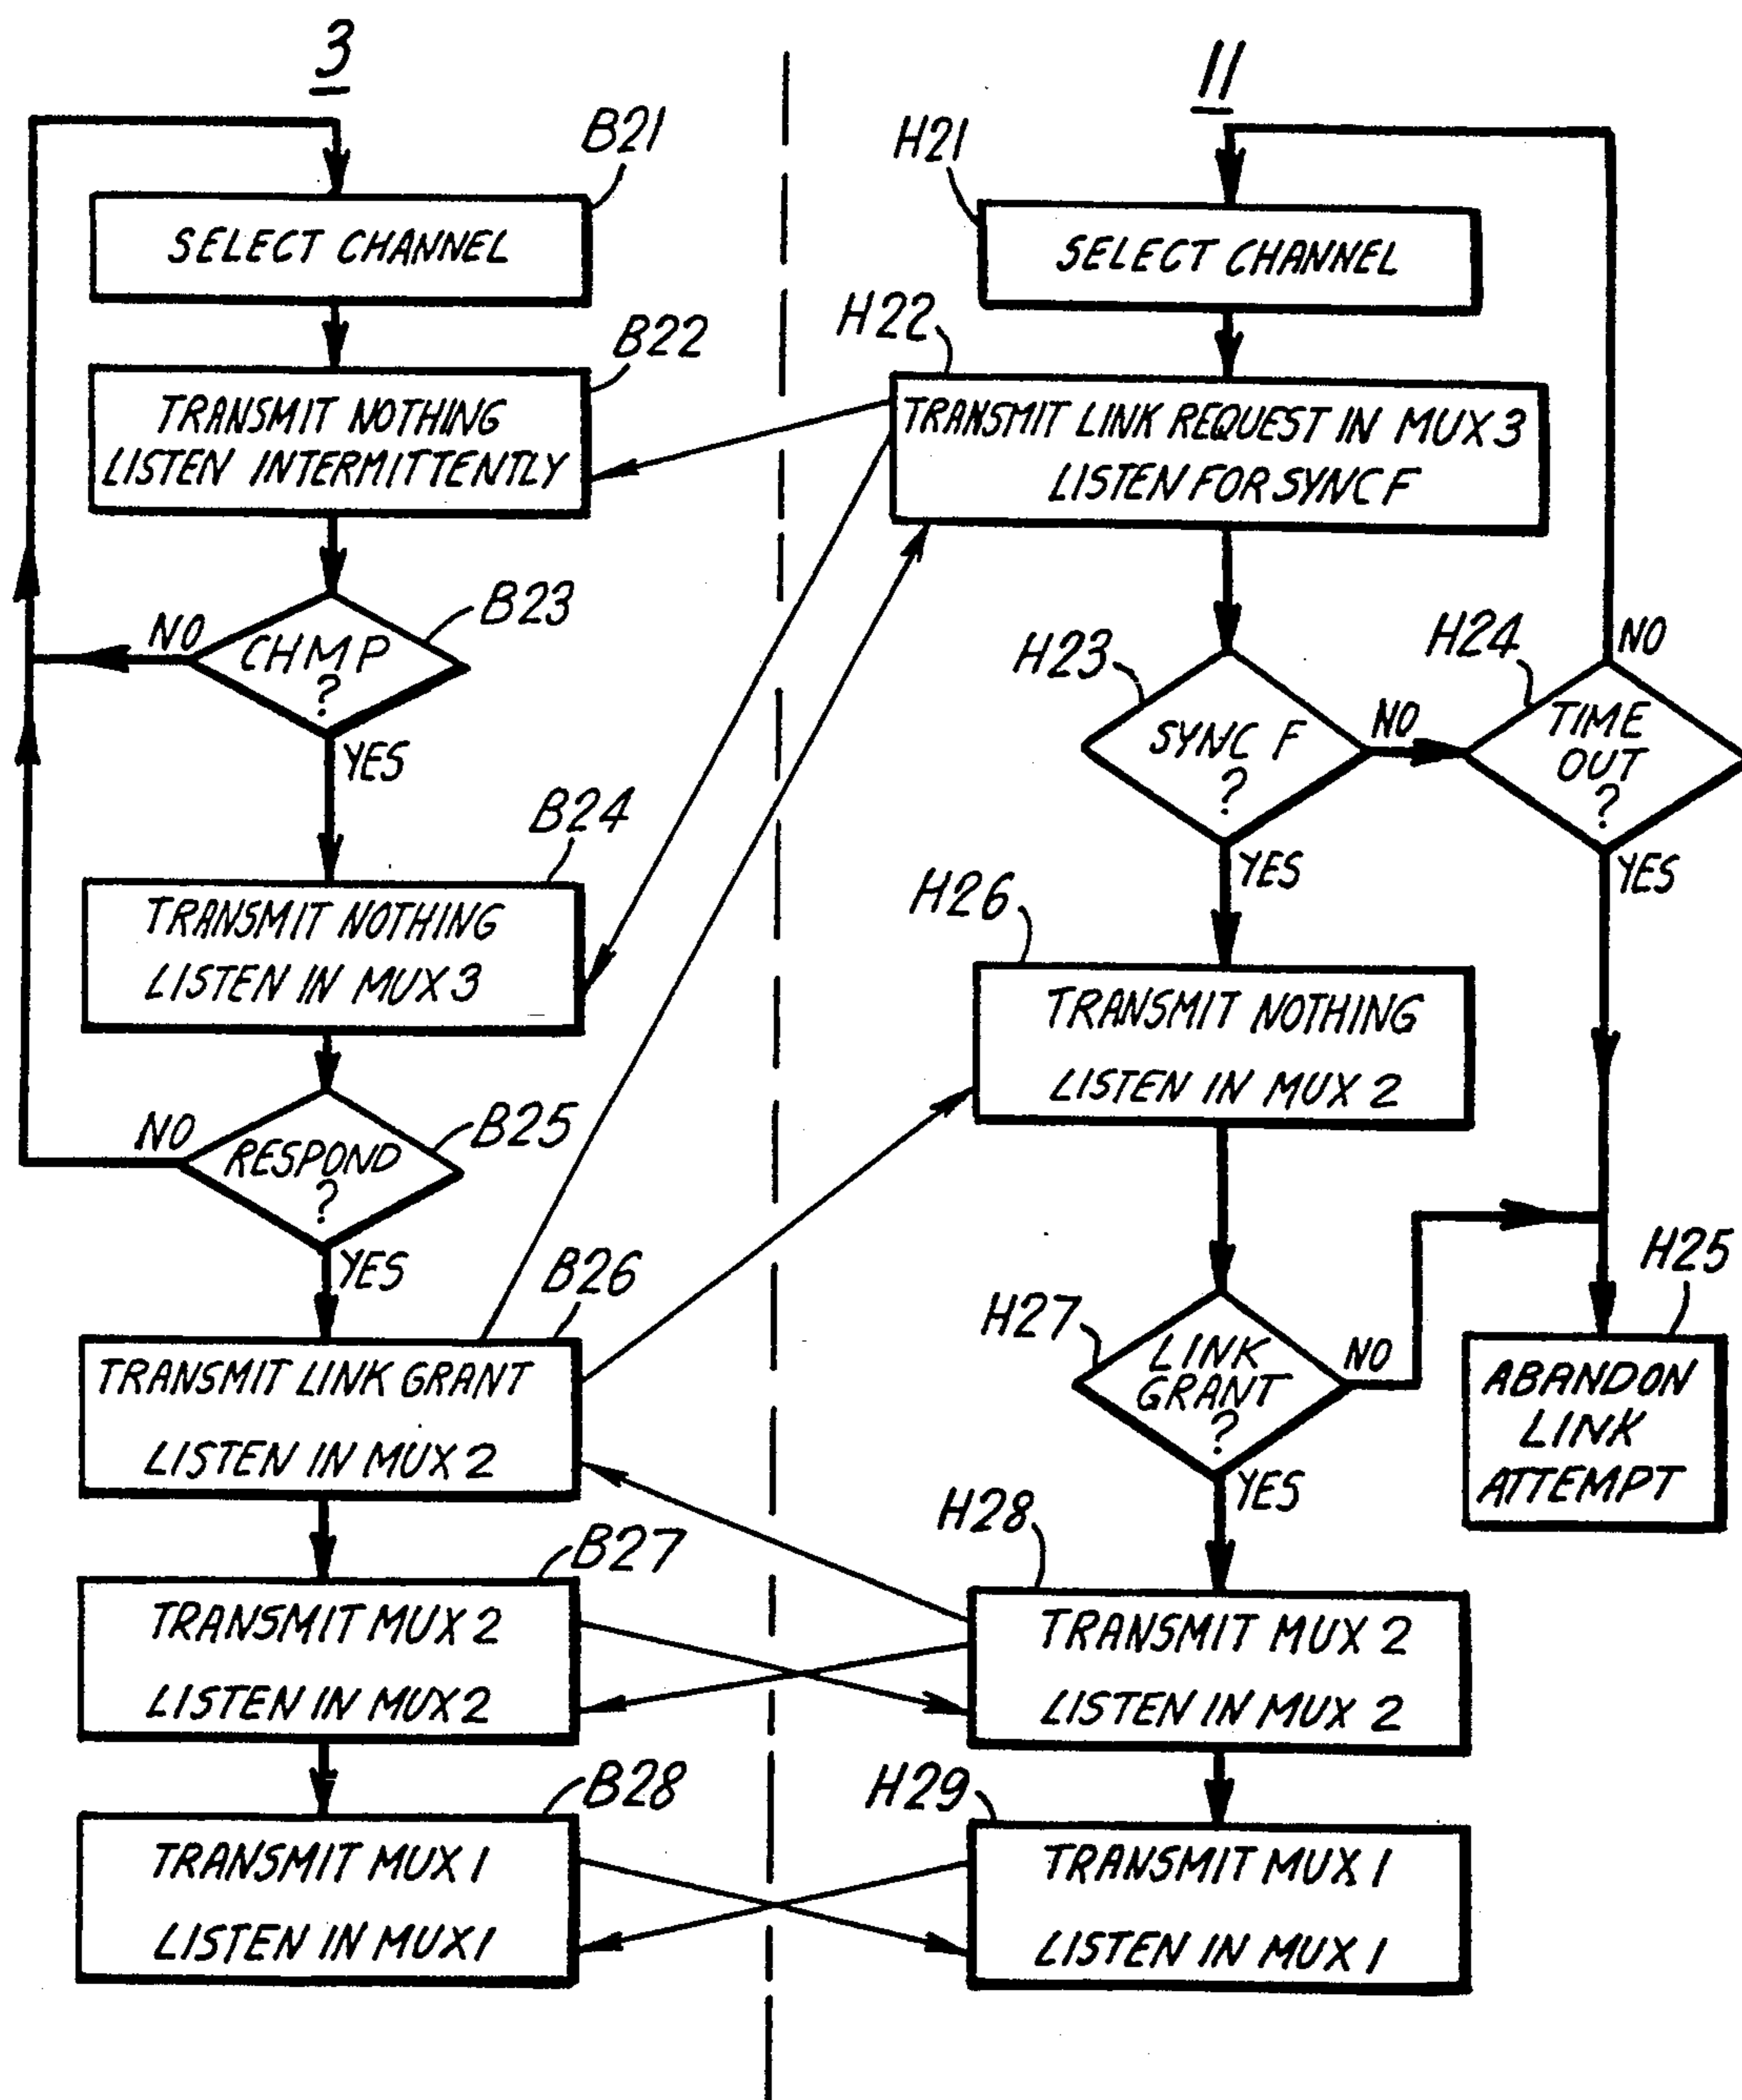 3
B21
SELECT CHANNEL
B22
TRANSMIT NOTHING
LISTEN INTERMITTENTLY
B23
NO
CHMP
?
YES
B24
TRANSMIT NOTHING
LISTEN IN MUX 3
NO
B25
RESPOND
?
YES
B26
TRANSMIT LINK GRANT
LISTEN IN MUX 2
B27
TRANSMIT MUX 2
LISTEN IN MUX 2
B28
TRANSMIT MUX 1
LISTEN IN MUX 1
11
H21
SELECT CHANNEL
H22
TRANSMIT LINK REQUEST IN MUX 3
LISTEN FOR SYNC F
H23
SYNC F
?
NO
YES
H24
NO
TIME
OUT
?
YES
H26
TRANSMIT NOTHING
LISTEN IN MUX 2
H27
LINK
GRANT
?
NO
YES
H25
ABANDON
LINK
ATTEMPT
H28
TRANSMIT MUX 2
LISTEN IN MUX 2
H29
TRANSMIT MUX 1
LISTEN IN MUX 1